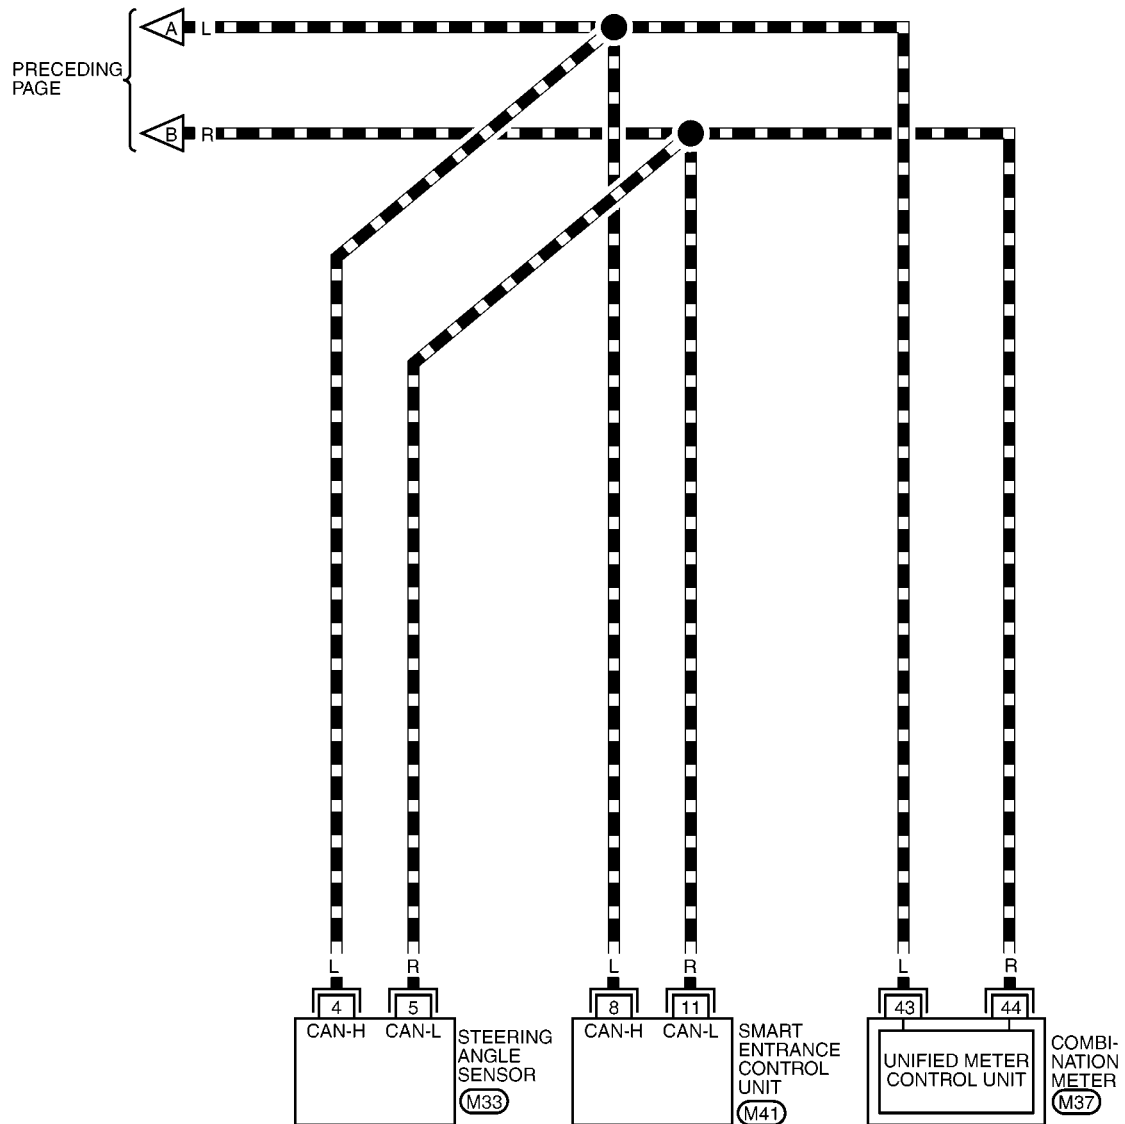 A L
PRECEDING
PAGE
B R
L R L R L R
4 5 8 11 43 44
CAN-H CAN-L
STEERING
ANGLE
SENSOR
M33
CAN-H CAN-L
SMART
ENTRANCE
CONTROL
UNIT
M41
UNIFIED METER
CONTROL UNIT
COMBI-
NATION
METER
M37